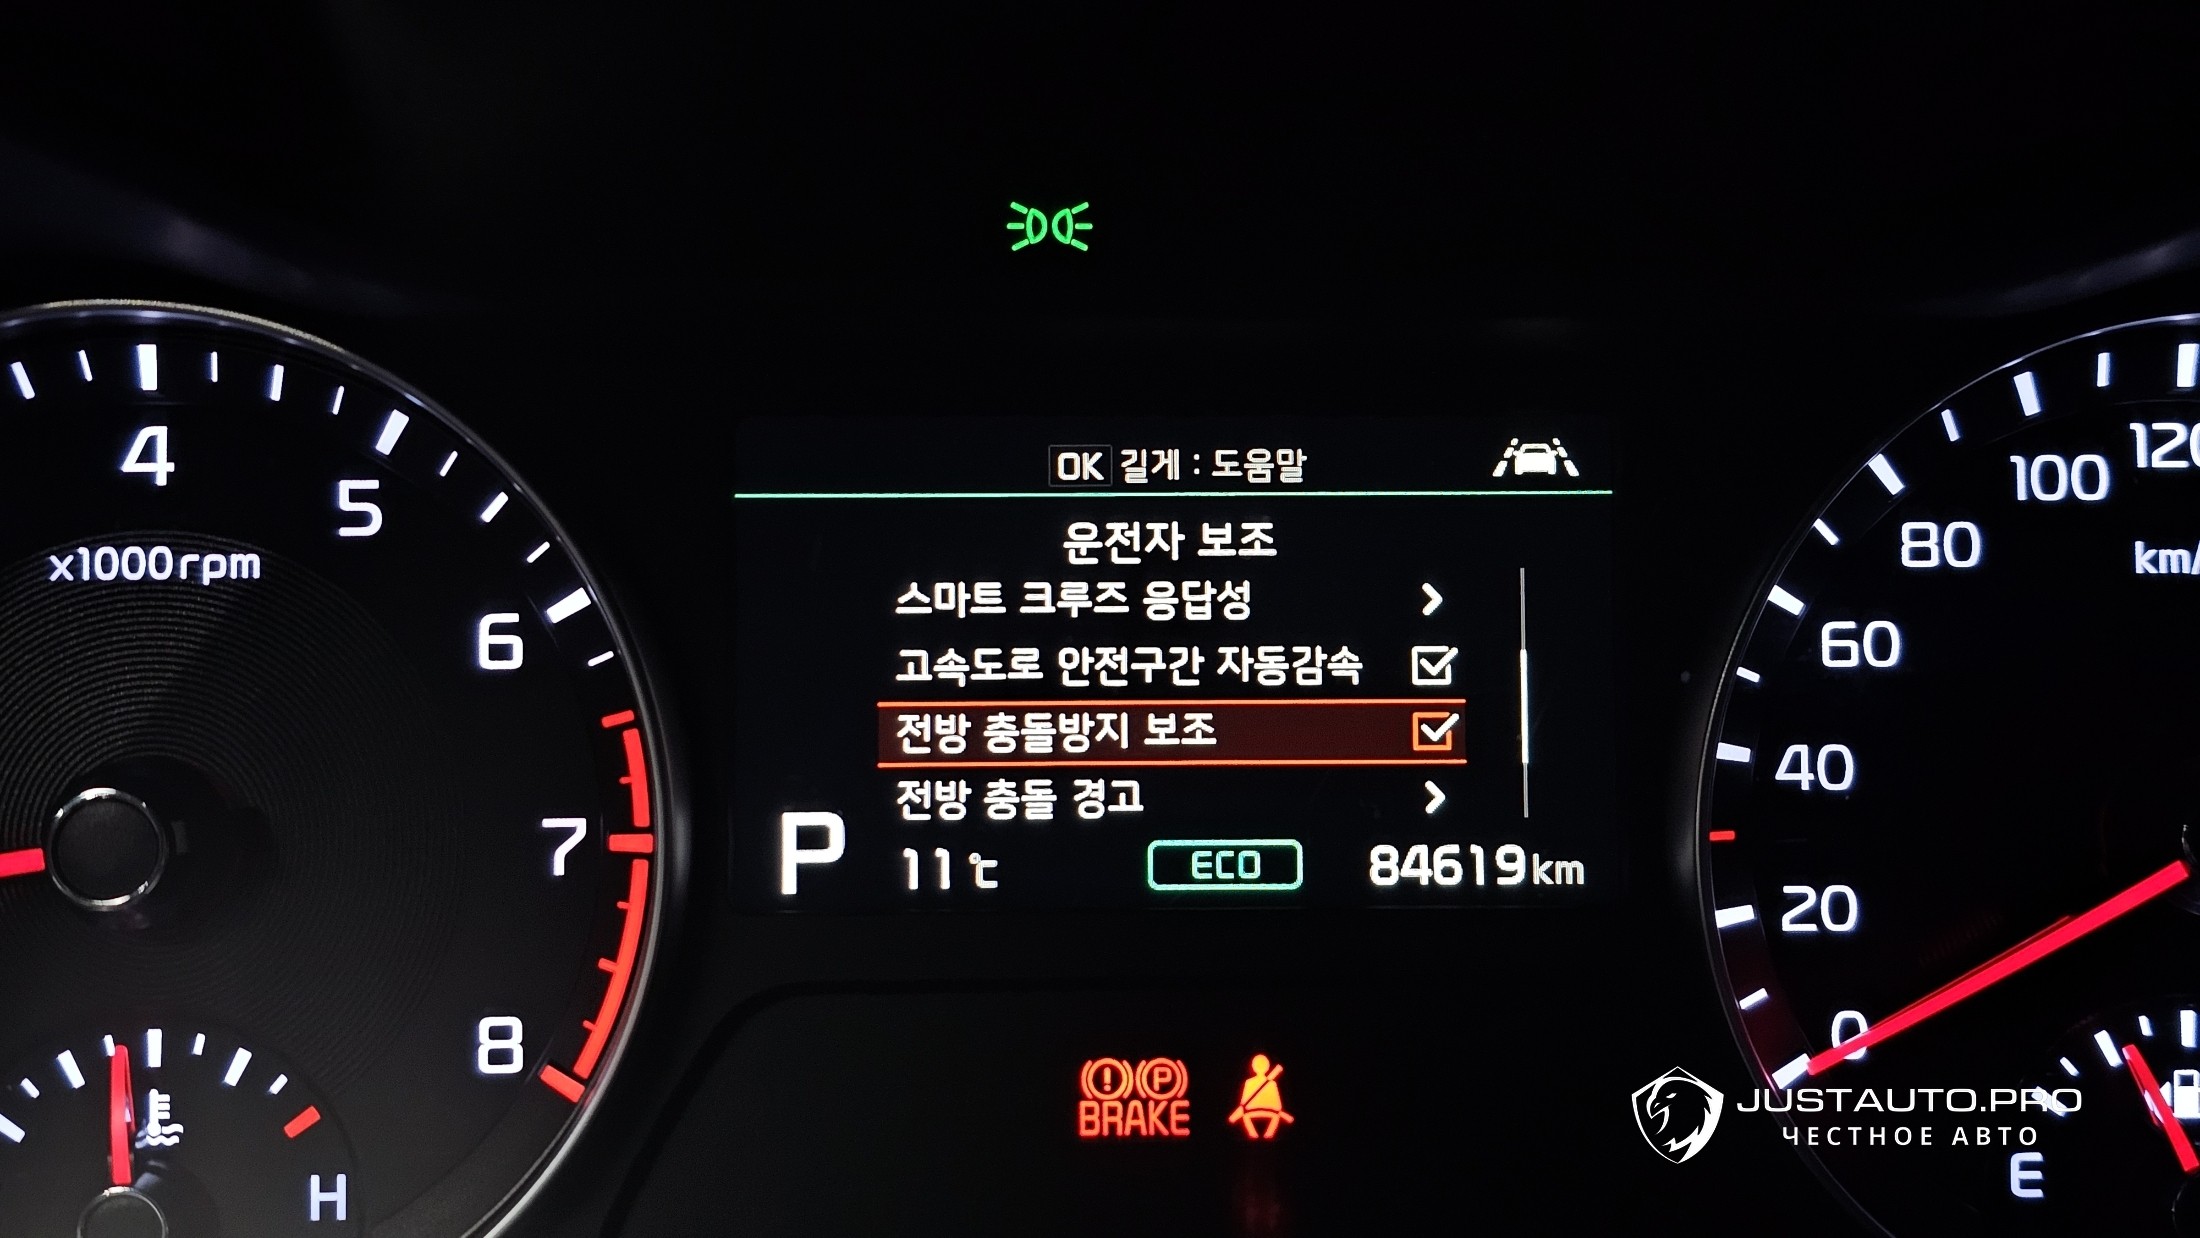 OK 길게 : 도움말
운전자 보조
스마트 크루즈 응답성
고속도로 안전구간 자동감속
전방 충돌방지 보조
전방 충돌 경고
P
11℃
ECO
84619km
4
5
x1000rpm
6
7
8
H
120
100
80
km/
60
40
20
0
E
BRAKE
JUSTAUTO.PRO
ЧЕСТНОЕ АВТО